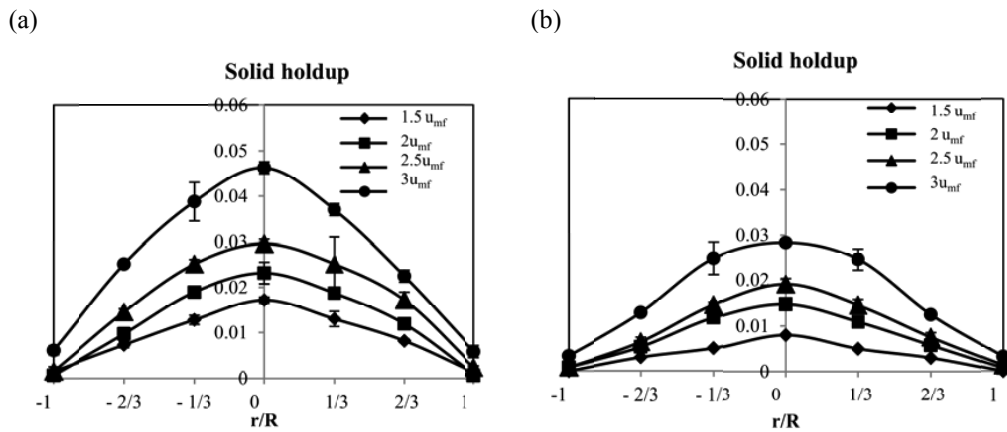 (a)
Solid holdup
0.06
0.05
0.04
0.03
0.02
0.01
0
1.5 umf
2umf
2.5umf
3umf
-1
- 2/3
- 1/3
0
1/3
2/3
1
r/R
(b)
Solid holdup
0.06
0.05
0.04
0.03
0.02
0.01
0
1.5 umf
2 umf
2.5 umf
3umf
-1
- 2/3
- 1/3
0
1/3
2/3
1
r/R